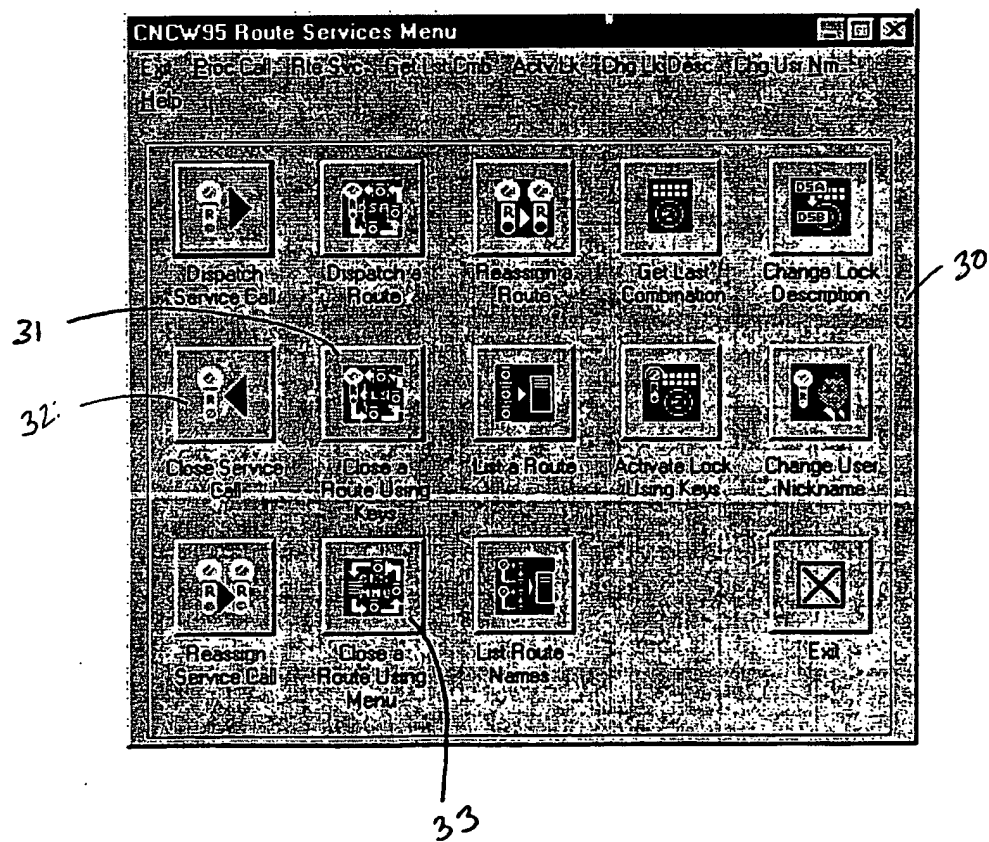 CNCW95 Route Services Menu
Exit Proc Call Rte Svc Get Lst Cmb Actv Lk Chg Lk Desc Chg Usr Nm
Help
Dispatch Service Call
Dispatch a Route
Reassign a Route
Get Last Combination
Change Lock Description
30
31
32
Close Service Call
Close a Route Using Keys
List a Route
Activate Lock Using Keys
Change User Nickname
Reassign Service Call
Close a Route Using Menu
List Route Names
Exit
33